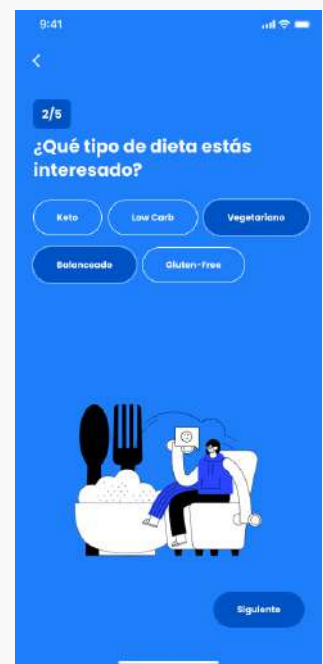 9:41
2/5
¿Qué tipo de dieta estás
interesado?
Keto Low Carb Vegetariano
Balanceado Gluten-Free
Siguiente